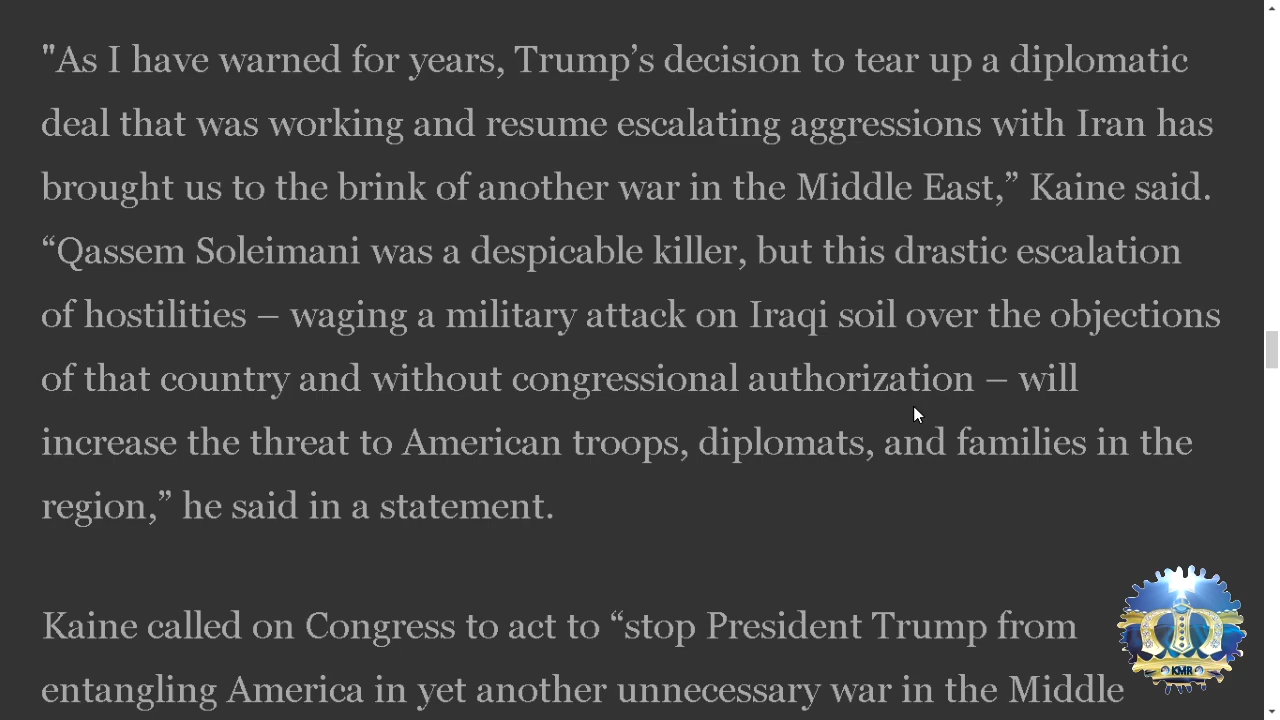 "As I have warned for years, Trump’s decision to tear up a diplomatic
deal that was working and resume escalating aggressions with Iran has
brought us to the brink of another war in the Middle East,” Kaine said.
“Qassem Soleimani was a despicable killer, but this drastic escalation
of hostilities – waging a military attack on Iraqi soil over the objections
of that country and without congressional authorization – will
increase the threat to American troops, diplomats, and families in the
region,” he said in a statement.
Kaine called on Congress to act to “stop President Trump from
entangling America in yet another unnecessary war in the Middle
KMR